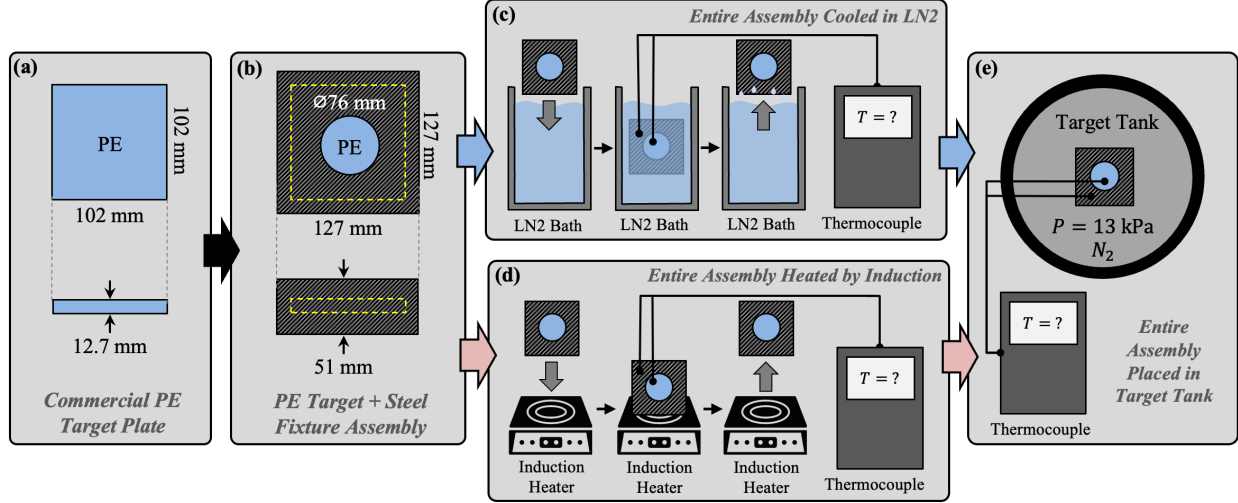 (a)
PE
102 mm
102 mm
12.7 mm
Commercial PE
Target Plate
(b)
Ø76 mm
PE
127 mm
127 mm
51 mm
PE Target + Steel
Fixture Assembly
(c)
Entire Assembly Cooled in LN2
T = ?
LN2 Bath
LN2 Bath
LN2 Bath
Thermocouple
(d)
Entire Assembly Heated by Induction
T = ?
Induction
Heater
Induction
Heater
Induction
Heater
Thermocouple
(e)
Target Tank
P = 13 kPa
N₂
T = ?
Thermocouple
Entire
Assembly
Placed in
Target Tank